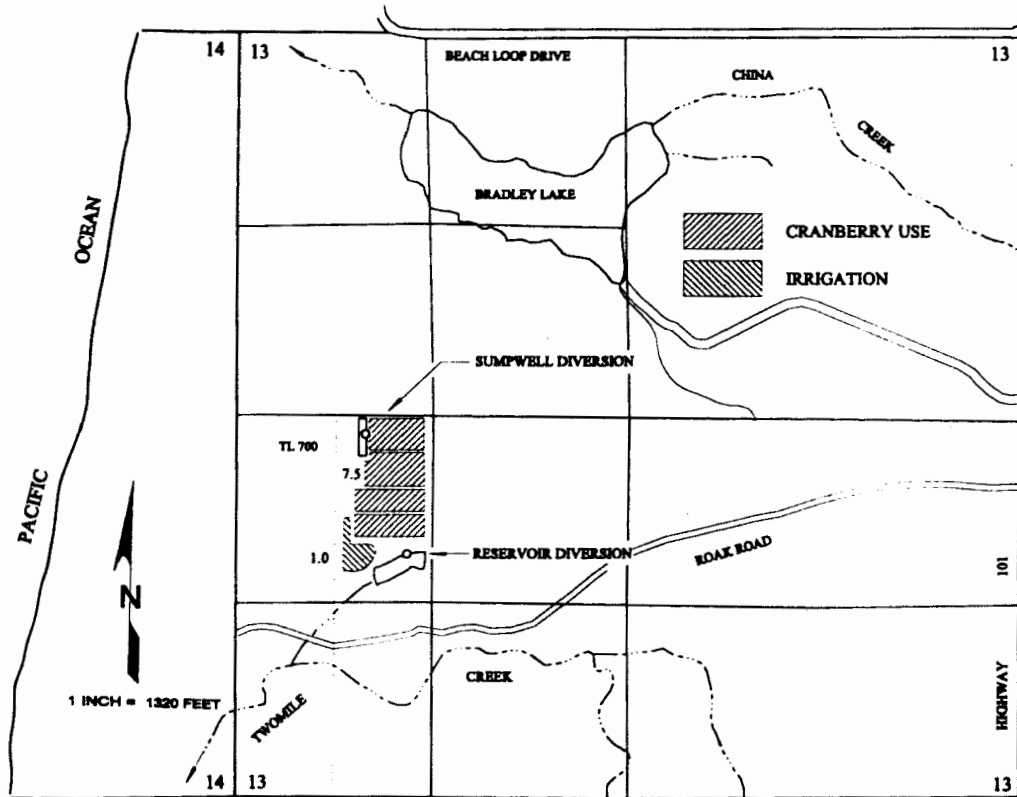 14
13
BEACH LOOP DRIVE
13
CHINA
CREEK
BRADLEY LAKE
OCEAN
CRANBERRY USE
IRRIGATION
SUMPWELL DIVERSION
TL 700
7.5
PACIFIC
1.0
RESERVOIR DIVERSION
ROAK ROAD
101
N
CREEK
1 INCH = 1320 FEET
TWOMILE
HIGHWAY
14
13
13